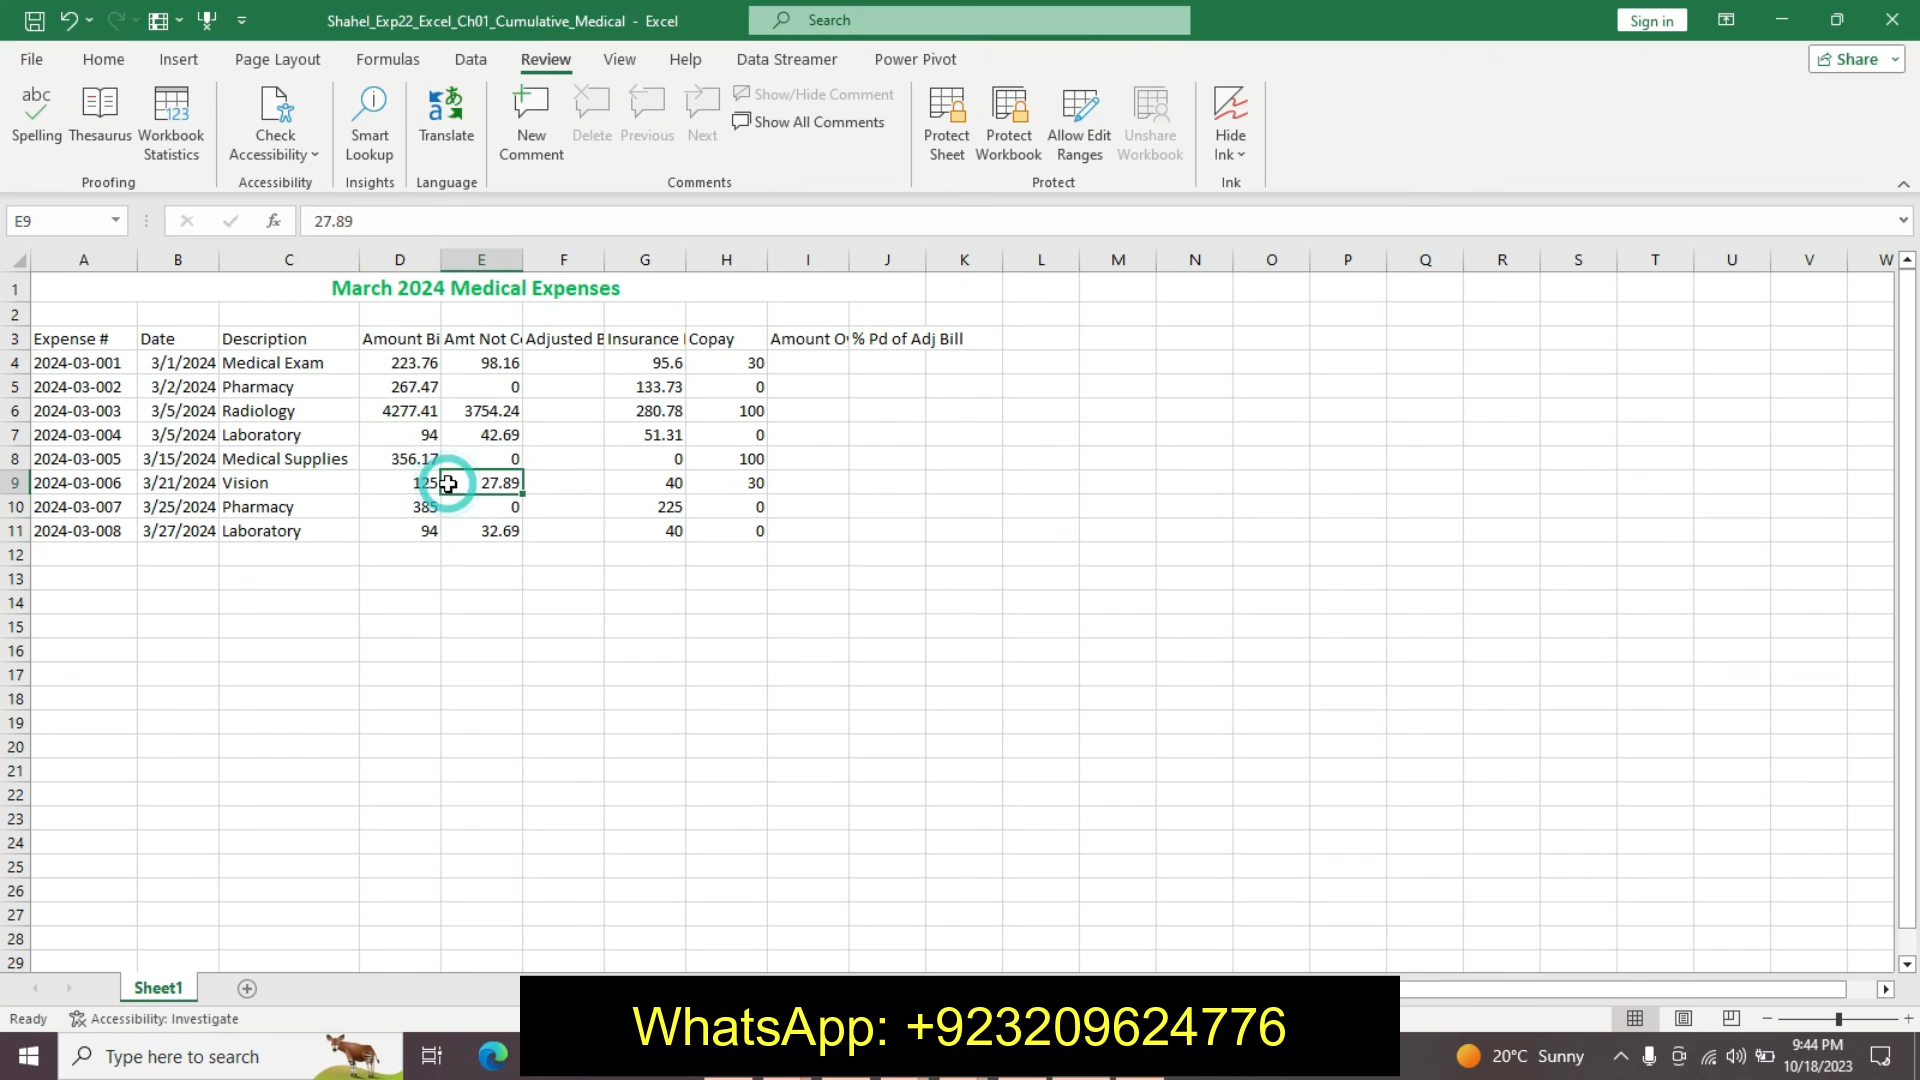 Shahel_Exp22_Excel_Ch01_Cumulative_Medical - Excel
Search
Sign in
File Home Insert Page Layout Formulas Data Review View Help Data Streamer Power Pivot
Share
abc
Spelling
Thesaurus
Workbook Statistics
Proofing
Check Accessibility
Accessibility
Smart Lookup
Insights
Translate
Language
New Comment
Delete
Previous
Next
Show/Hide Comment
Show All Comments
Comments
Protect Sheet
Protect Workbook
Allow Edit Ranges
Unshare Workbook
Protect
Hide Ink
Ink
E9
fx
27.89
A B C D E F G H I J K L M N O P Q R S T U V W
1 March 2024 Medical Expenses
2
3 Expense # Date Description Amount Bi Amt Not C Adjusted B Insurance Copay Amount O % Pd of Adj Bill
4 2024-03-001 3/1/2024 Medical Exam 223.76 98.16 95.6 30
5 2024-03-002 3/2/2024 Pharmacy 267.47 0 133.73 0
6 2024-03-003 3/5/2024 Radiology 4277.41 3754.24 280.78 100
7 2024-03-004 3/5/2024 Laboratory 94 42.69 51.31 0
8 2024-03-005 3/15/2024 Medical Supplies 356.17 0 0 100
9 2024-03-006 3/21/2024 Vision 125 27.89 40 30
10 2024-03-007 3/25/2024 Pharmacy 385 0 225 0
11 2024-03-008 3/27/2024 Laboratory 94 32.69 40 0
12
13
14
15
16
17
18
19
20
21
22
23
24
25
26
27
28
29
Sheet1
Ready
Accessibility: Investigate
WhatsApp: +923209624776
Type here to search
20°C Sunny
9:44 PM
10/18/2023